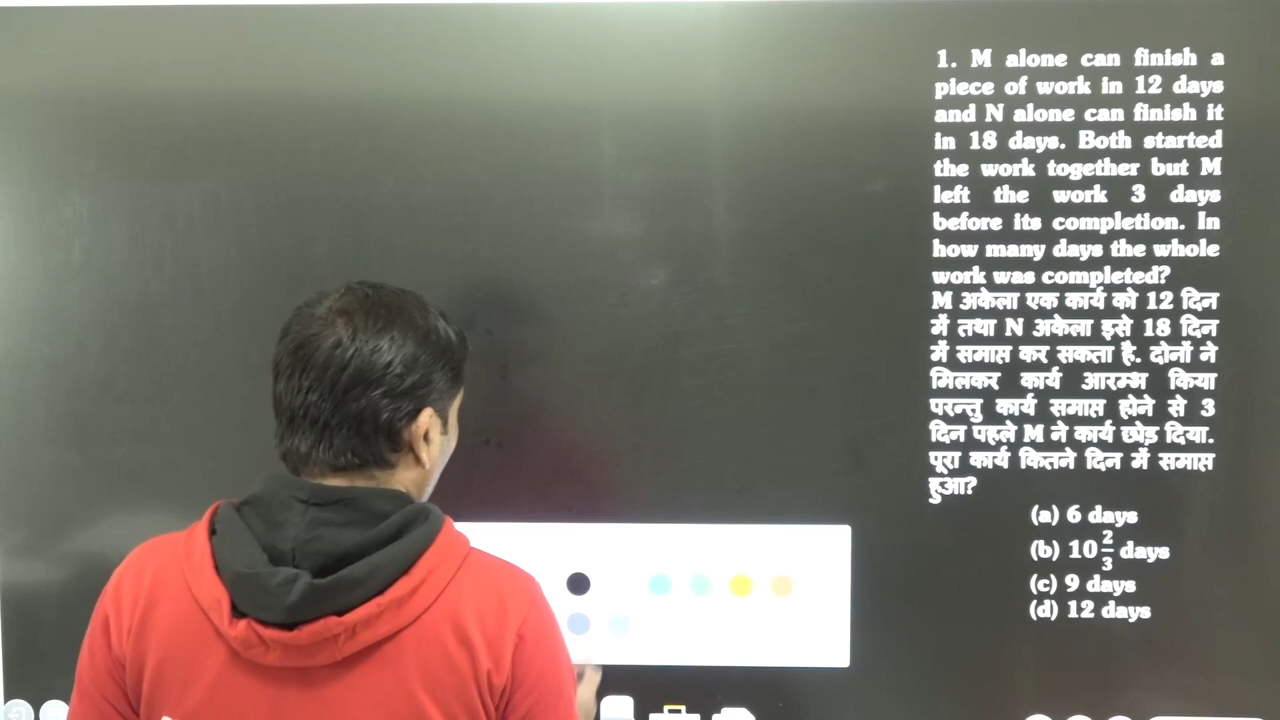 1. M alone can finish a
piece of work in 12 days
and N alone can finish it
in 18 days. Both started
the work together but M
left the work 3 days
before its completion. In
how many days the whole
work was completed?
M अकेला एक कार्य को 12 दिन
में तथा N अकेला इसे 18 दिन
में समाप्त कर सकता है. दोनों ने
मिलकर कार्य आरम्भ किया
परन्तु कार्य समाप्त होने से 3
दिन पहले M ने कार्य छोड़ दिया.
पूरा कार्य कितने दिन में समाप्त
हुआ?
(a) 6 days
(b) 10 2/3 days
(c) 9 days
(d) 12 days